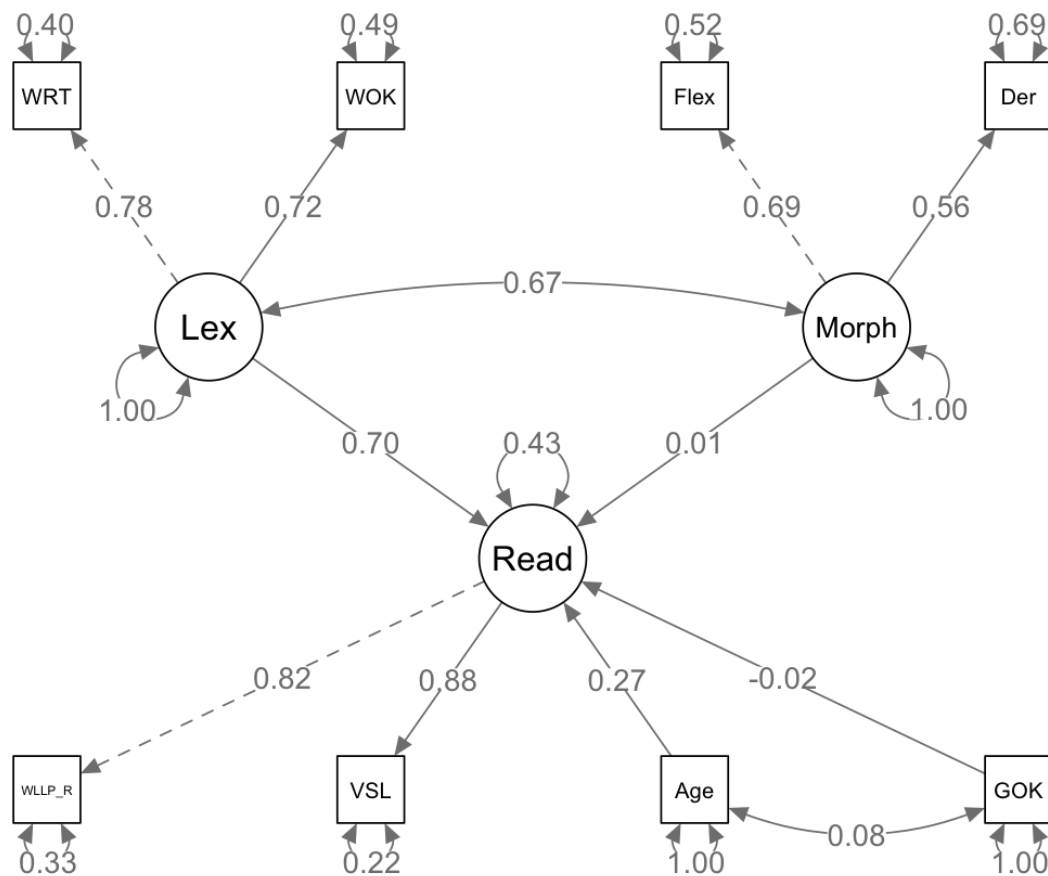 0.40
0.49
0.52
0.69
WRT
WOK
Flex
Der
0.78
0.72
0.69
0.56
0.67
Lex
Morph
1.00
1.00
0.70
0.43
0.01
Read
0.82
0.88
0.27
-0.02
WLLP_R
VSL
Age
GOK
0.08
0.33
0.22
1.00
1.00